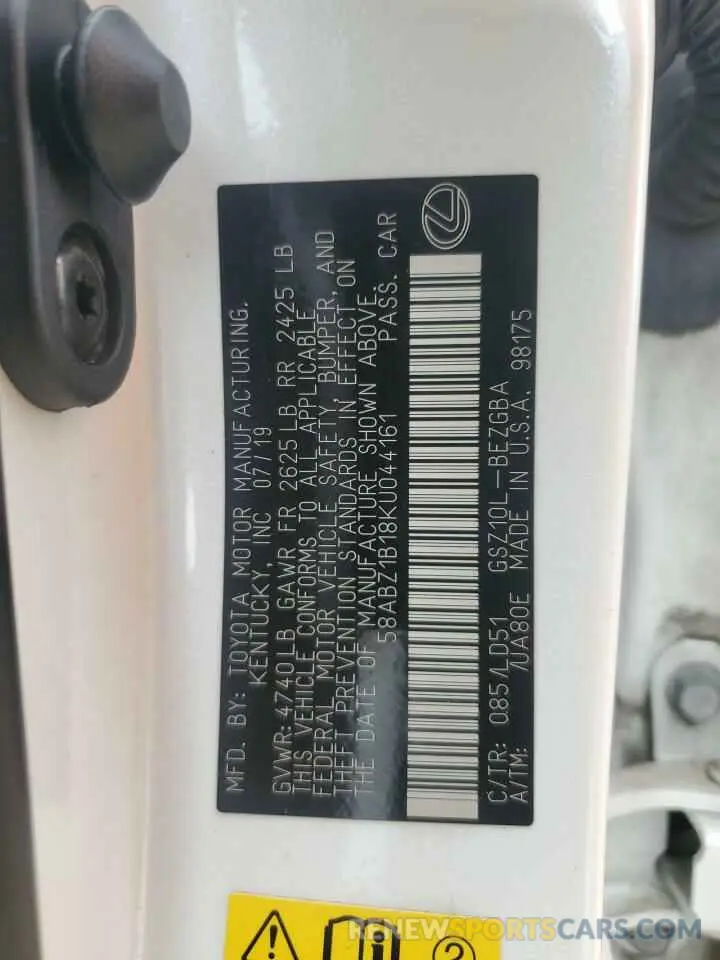 MFD. BY: TOYOTA MOTOR MANUFACTURING.
KENTUCKY, INC 07/19
GVWR: 4740LB GAWR FR 2625 LB RR 2425 LB
THIS VEHICLE CONFORMS TO ALL APPLICABLE
FEDERAL MOTOR VEHICLE SAFETY, BUMPER, AND
THEFT PREVENTION STANDARDS IN EFFECT ON
THE DATE OF MANUFACTURE SHOWN ABOVE.
58ABZ1B18KU044161 PASS. CAR
C/TR: 085/LD51 GSZ10L-BEZGBA
A/TM: /UA80E MADE IN U.S.A. 98175
RENEWSPORTSCARS.COM